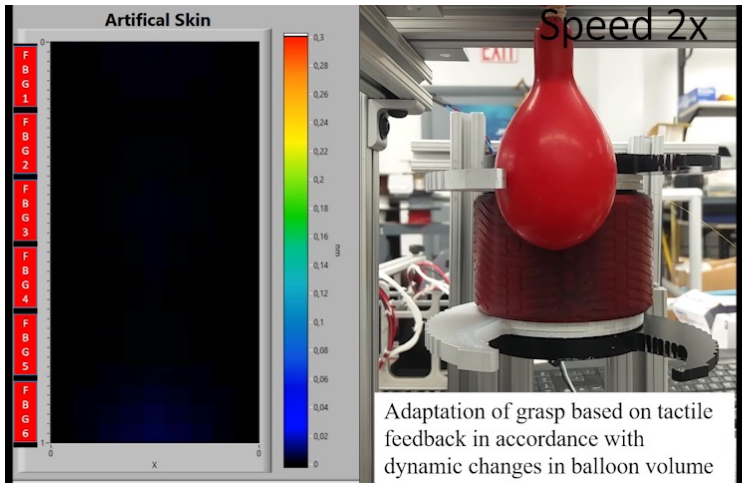 Artifical Skin
Speed 2x
EXIT
0
FBG1
FBG2
FBG3
FBG4
FBG5
FBG6
1
0
0
X
0,3
0,28
0,26
0,24
0,22
0,2
0,18
0,16
0,14
0,12
0,1
0,08
0,06
0,04
0,02
0
nm
Adaptation of grasp based on tactile
feedback in accordance with
dynamic changes in balloon volume